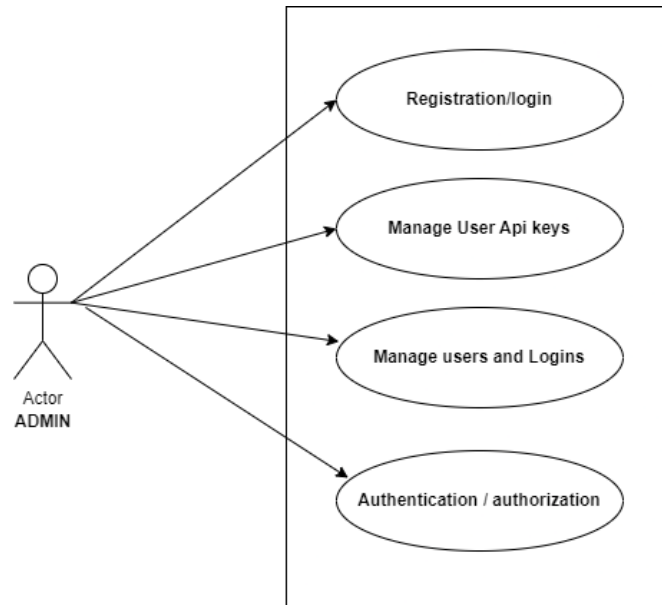 Registration/login
Manage User Api keys
Manage users and Logins
Actor
ADMIN
Authentication / authorization